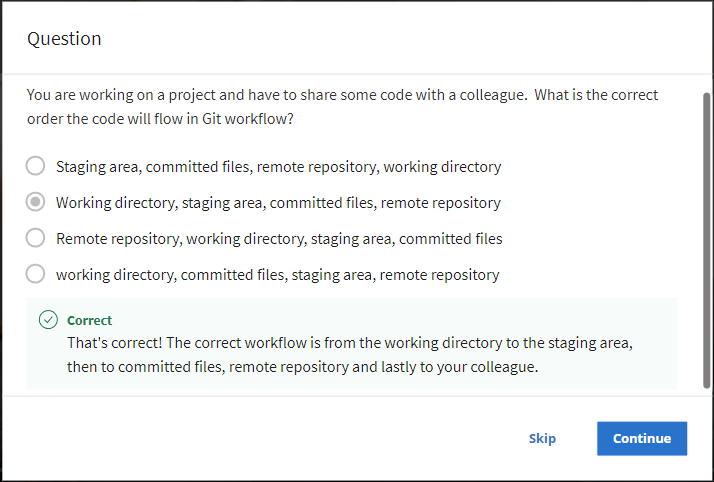 Question
You are working on a project and have to share some code with a colleague.  What is the correct
order the code will flow in Git workflow?
Staging area, committed files, remote repository, working directory
Working directory, staging area, committed files, remote repository
Remote repository, working directory, staging area, committed files
working directory, committed files, staging area, remote repository
Correct
That's correct! The correct workflow is from the working directory to the staging area,
then to committed files, remote repository and lastly to your colleague.
Skip
Continue